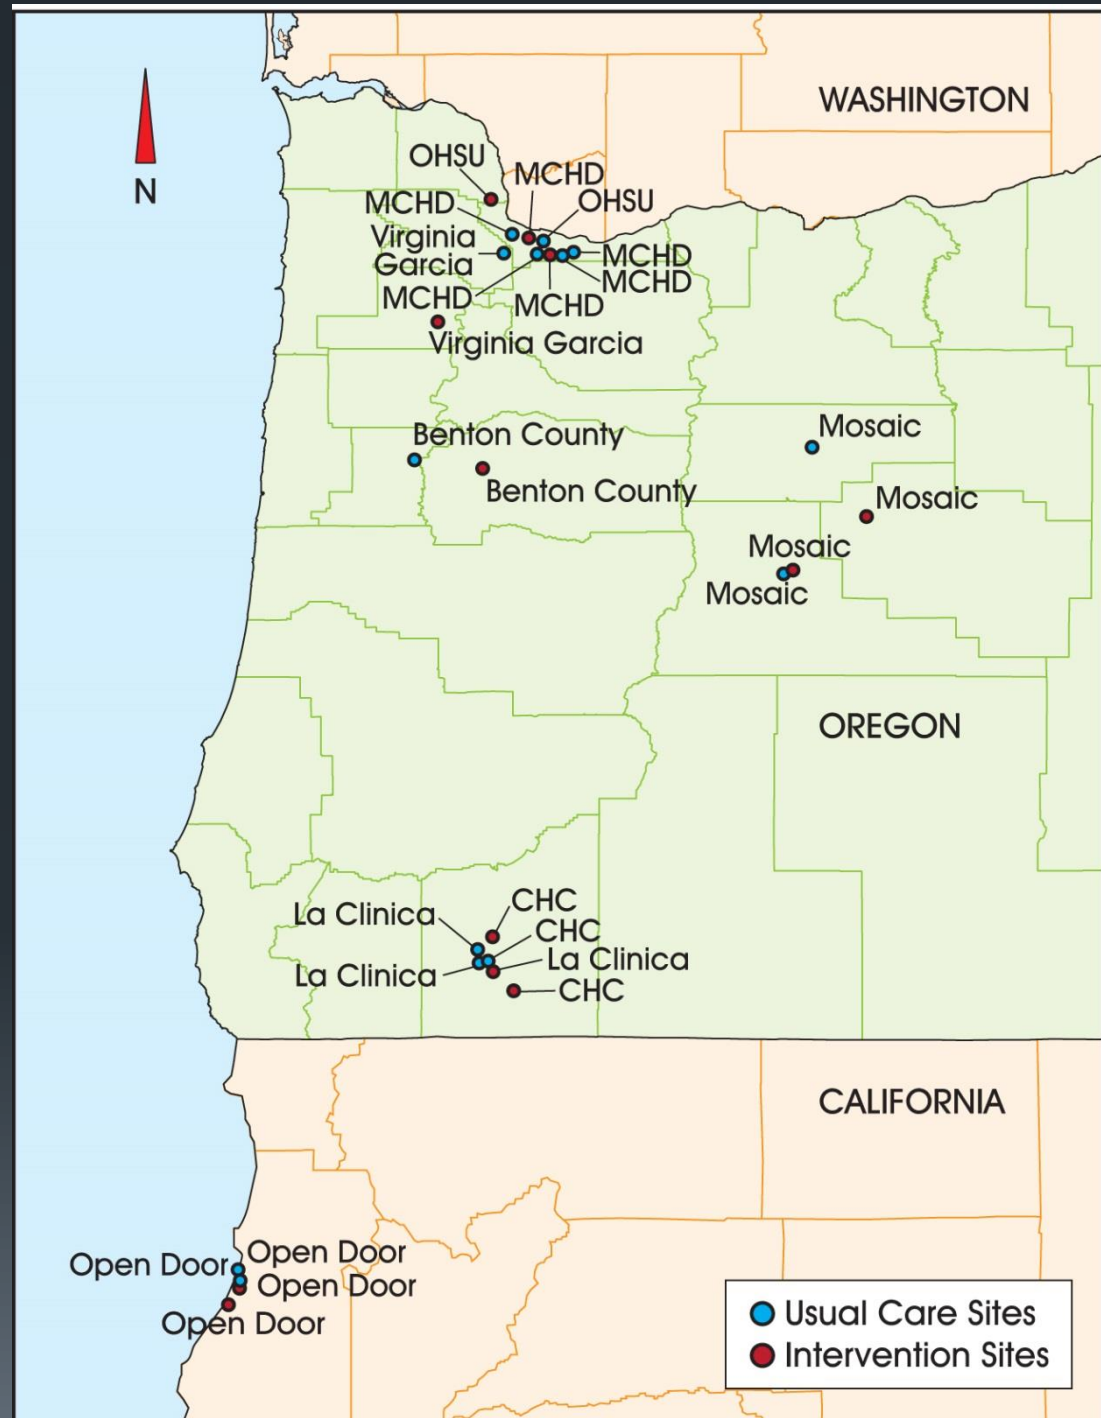 WASHINGTON
N
OHSU
MCHD
OHSU
MCHD
Virginia
Garcia
MCHD
MCHD
MCHD
MCHD
Virginia Garcia
Benton County
Benton County
Mosaic
Mosaic
Mosaic
Mosaic
OREGON
La Clinica
CHC
CHC
La Clinica
La Clinica
CHC
CALIFORNIA
Open Door
Open Door
Open Door
Open Door
Usual Care Sites
Intervention Sites